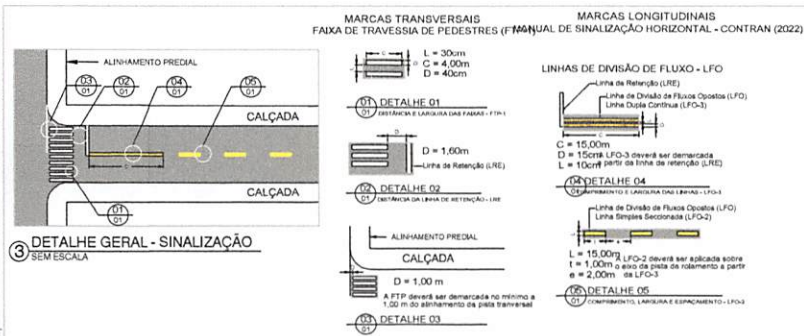 ALINHAMENTO PREDIAL
03
01
02
01
04
01
05
01
CALÇADA
CALÇADA
01
01
3 DETALHE GERAL - SINALIZAÇÃO
SEM ESCALA
MARCAS TRANSVERSAIS
FAIXA DE TRAVESSIA DE PEDESTRES (FTP-1)
L = 30cm
C = 4,00m
D = 40cm
01
01
DETALHE 01
DISTÂNCIA E LARGURA DAS FAIXAS - FTP-1
D
D = 1,60m
Linha de Retenção (LRE)
02
01
DETALHE 02
DISTÂNCIA DA LINHA DE RETENÇÃO - LRE
ALINHAMENTO PREDIAL
CALÇADA
D = 1,00 m
A FTP deverá ser demarcada no mínimo a
1,00 m do alinhamento da pista tranversal
03
01
DETALHE 03
MARCAS LONGITUDINAIS
MANUAL DE SINALIZAÇÃO HORIZONTAL - CONTRAN (2022)
LINHAS DE DIVISÃO DE FLUXO - LFO
Linha de Retenção (LRE)
Linha de Divisão de Fluxos Opostos (LFO)
Linha Dupla Contínua (LFO-3)
C = 15,00m
D = 15cm
L = 10cm
A LFO-3 deverá ser demarcada
a partir da linha de retenção (LRE)
04
01
DETALHE 04
COMPRIMENTO E LARGURA DAS LINHAS - LFO-3
Linha de Divisão de Fluxos Opostos (LFO)
Linha Simples Seccionada (LFO-2)
L = 15,00m
t = 1,00m
e = 2,00m
A LFO-2 deverá ser aplicada sobre
o eixo da pista de rolamento a partir
da LFO-3
05
01
DETALHE 05
COMPRIMENTO, LARGURA E ESPAÇAMENTO - LFO-2